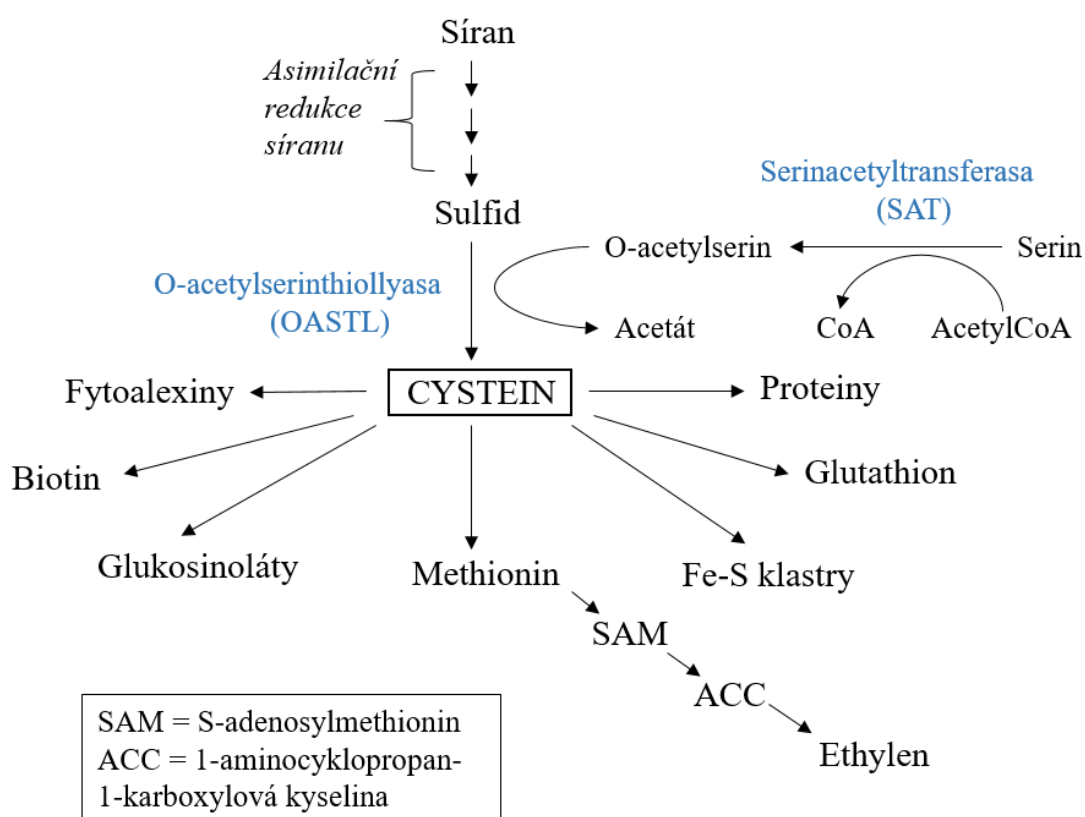 Síran
Asimilační
redukce
síranu
Sulfid
Serinacetyltransferasa
(SAT)
O-acetylserin
Serin
O-acetylserinthiollyasa
(OASTL)
Acetát
CoA
AcetylCoA
Fytoalexiny
CYSTEIN
Proteiny
Biotin
Glutathion
Glukosinoláty
Methionin
Fe-S klastry
SAM
ACC
Ethylen
SAM = S-adenosylmethionin
ACC = 1-aminocyklopropan-
1-karboxylová kyselina